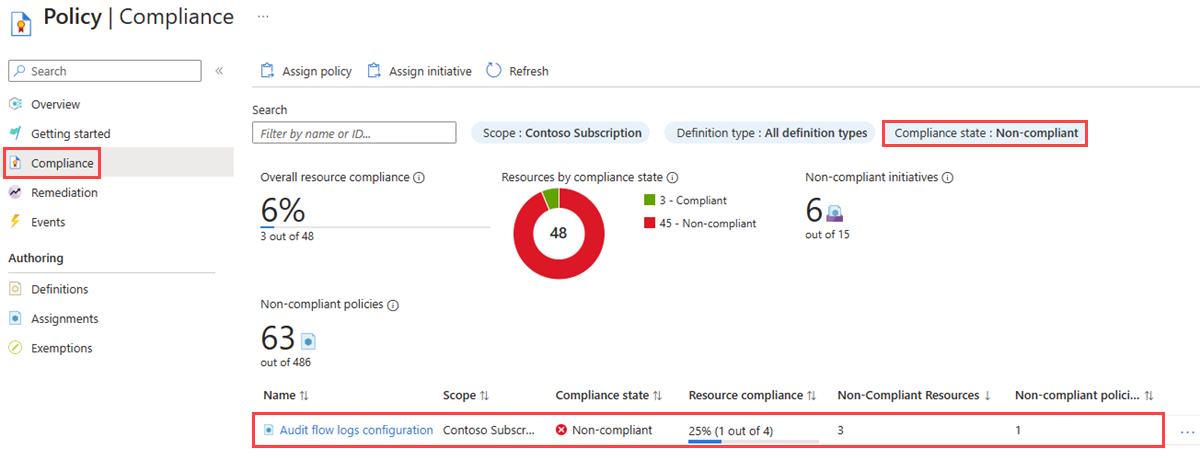 Policy | Compliance ...
Search «
Overview
Getting started
Compliance
Remediation
Events
Authoring
Definitions
Assignments
Exemptions
Assign policy Assign initiative Refresh
Search
Filter by name or ID... Scope : Contoso Subscription Definition type : All definition types Compliance state : Non-compliant
Overall resource compliance
6%
3 out of 48
Resources by compliance state
48
3 - Compliant
45 - Non-compliant
Non-compliant initiatives
6
out of 15
Non-compliant policies
63
out of 486
Name Scope Compliance state Resource compliance Non-Compliant Resources Non-compliant polici...
Audit flow logs configuration Contoso Subscr... Non-compliant 25% (1 out of 4) 3 1 ...